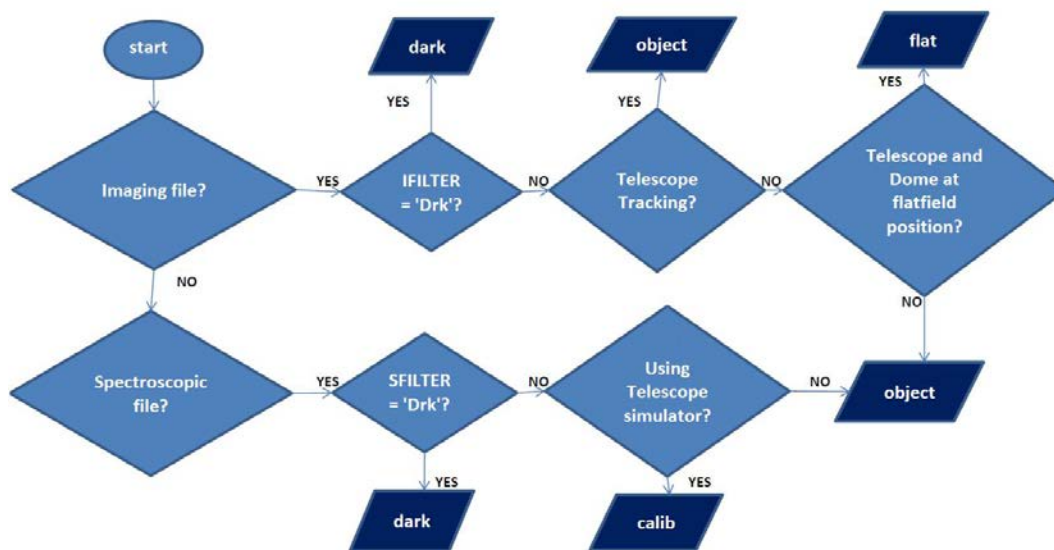 start
dark
object
flat
YES
YES
YES
Imaging file?
YES
IFILTER
= 'Drk'?
NO
Telescope
Tracking?
NO
Telescope and
Dome at
flatfield
position?
NO
NO
Spectroscopic
file?
YES
SFILTER
= 'Drk'?
NO
Using
Telescope
simulator?
NO
object
YES
YES
dark
calib